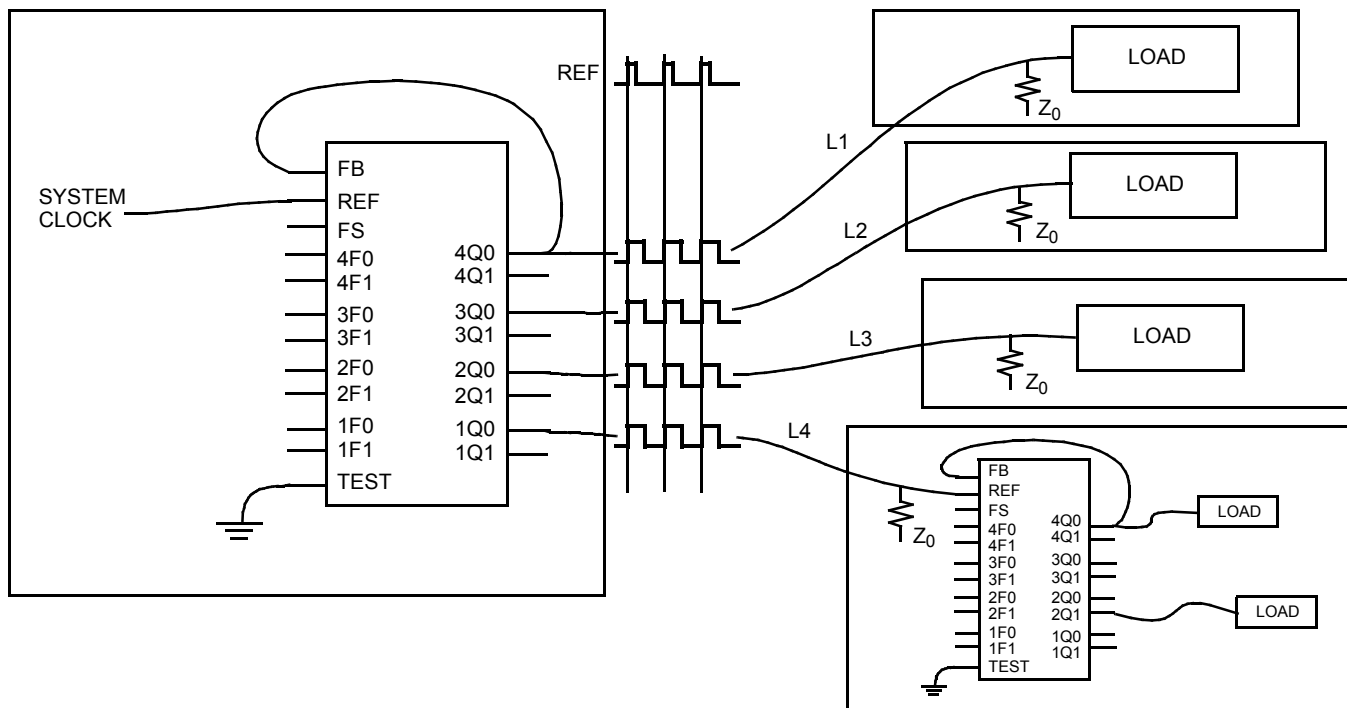 SYSTEM
CLOCK
FB
REF
FS
4F0
4F1
3F0
3F1
2F0
2F1
1F0
1F1
TEST
4Q0
4Q1
3Q0
3Q1
2Q0
2Q1
1Q0
1Q1
REF
L1
L2
L3
L4
LOAD
Z0
LOAD
Z0
LOAD
Z0
Z0
FB
REF
FS
4F0
4F1
3F0
3F1
2F0
2F1
1F0
1F1
TEST
4Q0
4Q1
3Q0
3Q1
2Q0
2Q1
1Q0
1Q1
LOAD
LOAD